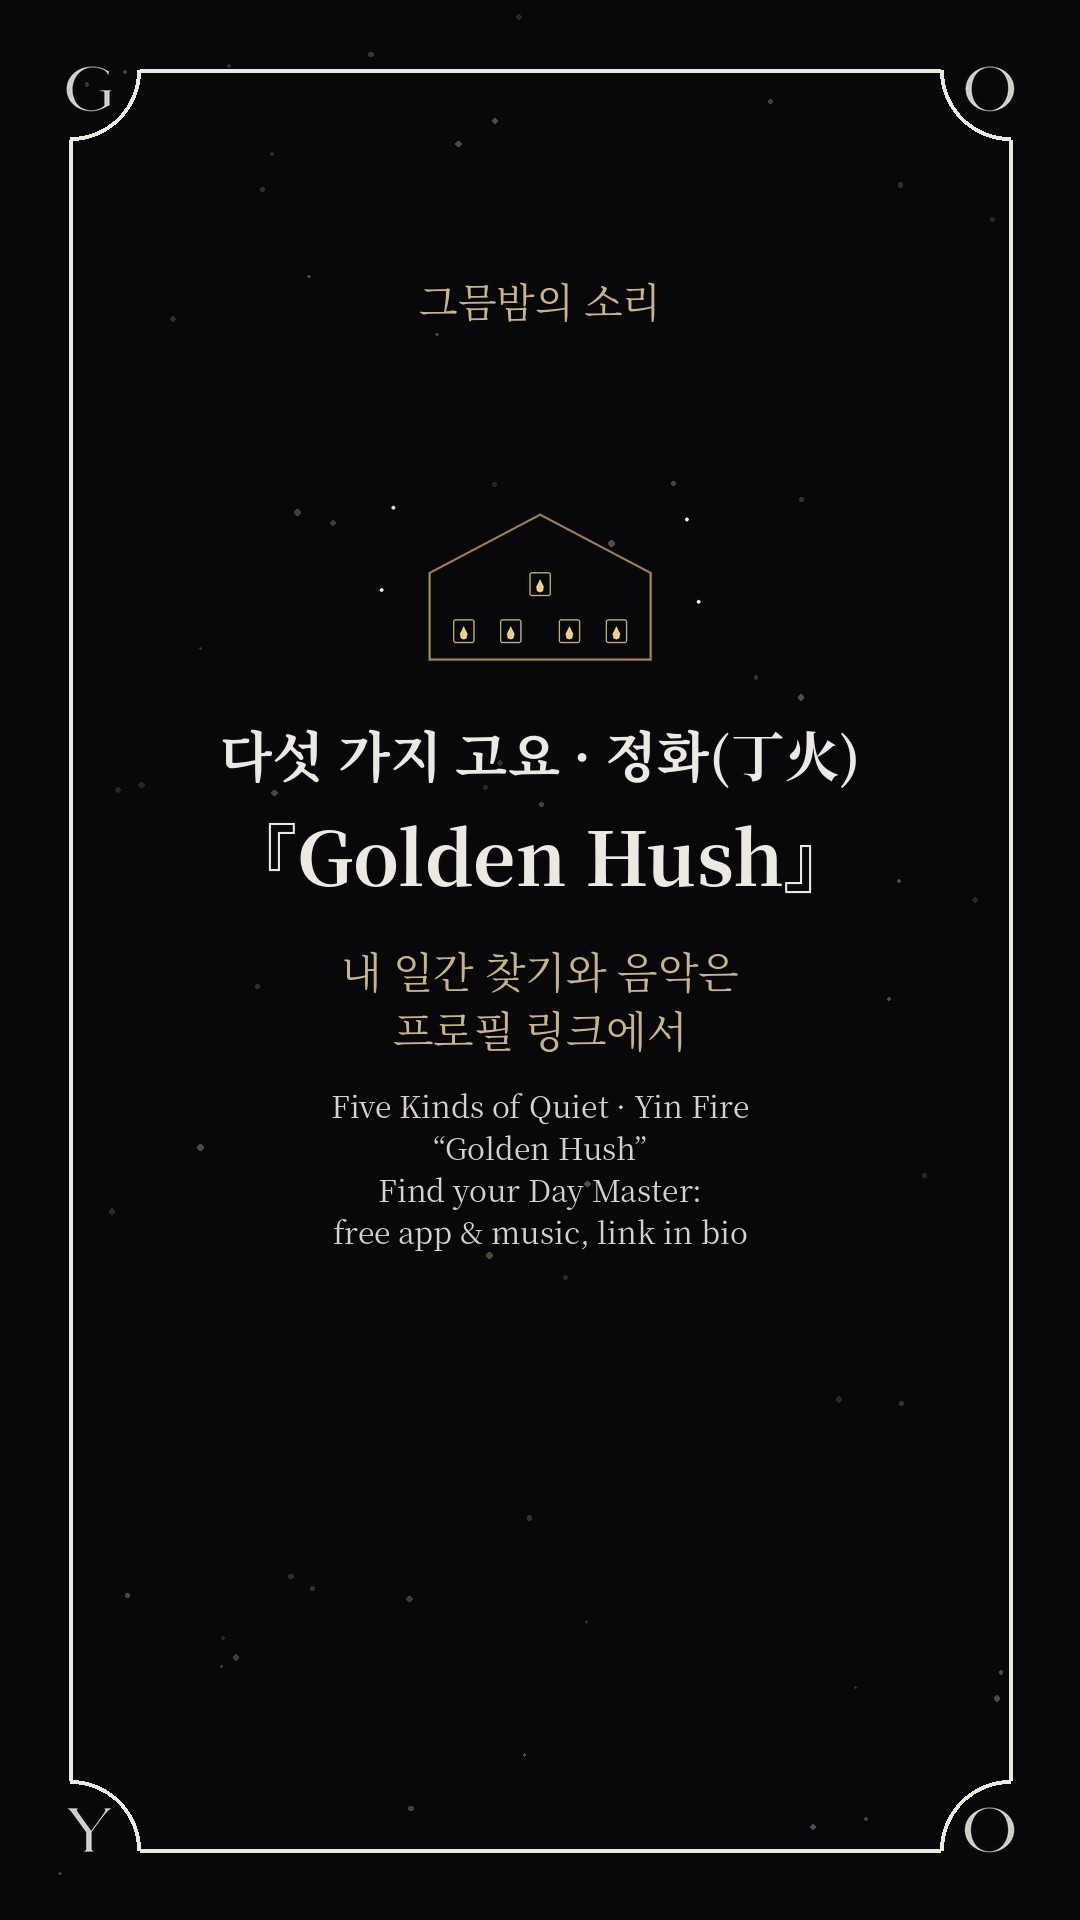 G O
그믐밤의 소리
다섯 가지 고요 · 정화(丁火)
『Golden Hush』
내 일간 찾기와 음악은
프로필 링크에서
Five Kinds of Quiet · Yin Fire
“Golden Hush”
Find your Day Master:
free app & music, link in bio
Y O